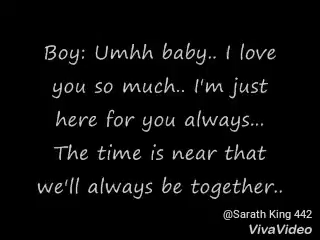 Boy: Umhh baby.. I love
you so much.. I'm just
here for you always...
The time is near that
we'll always be together..
@Sarath King 442
VivaVideo